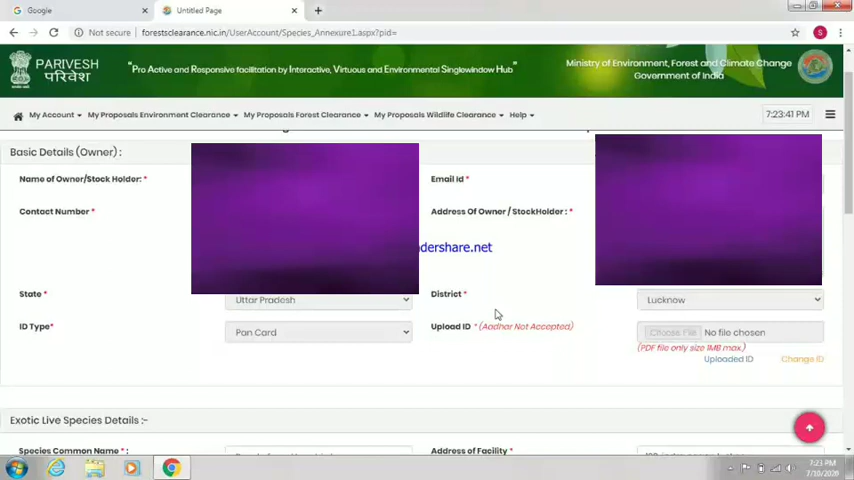 Google
Untitled Page
Not secure
forestsclearance.nic.in/UserAccount/Species_Annexure1.aspx?pid=
PARIVESH
परिवेश
"Pro Active and Responsive facilitation by Interactive, Virtuous and Environmental Singlewindow Hub"
Ministry of Environment, Forest and Climate Change
Government of India
My Account
My Proposals Environment Clearance
My Proposals Forest Clearance
My Proposals Wildlife Clearance
Help
7:23:41 PM
Basic Details (Owner) :
Name of Owner/Stock Holder: *
Email Id *
Contact Number *
Address Of Owner / StockHolder : *
dershare.net
State *
Uttar Pradesh
District *
Lucknow
ID Type*
Pan Card
Upload ID * (Aadhar Not Accepted)
Choose File No file chosen
(PDF file only size 1MB max.)
Uploaded ID
Change ID
Exotic Live Species Details :-
Species Common Name * :
Address of Facility *
7:23 PM
7/10/2020